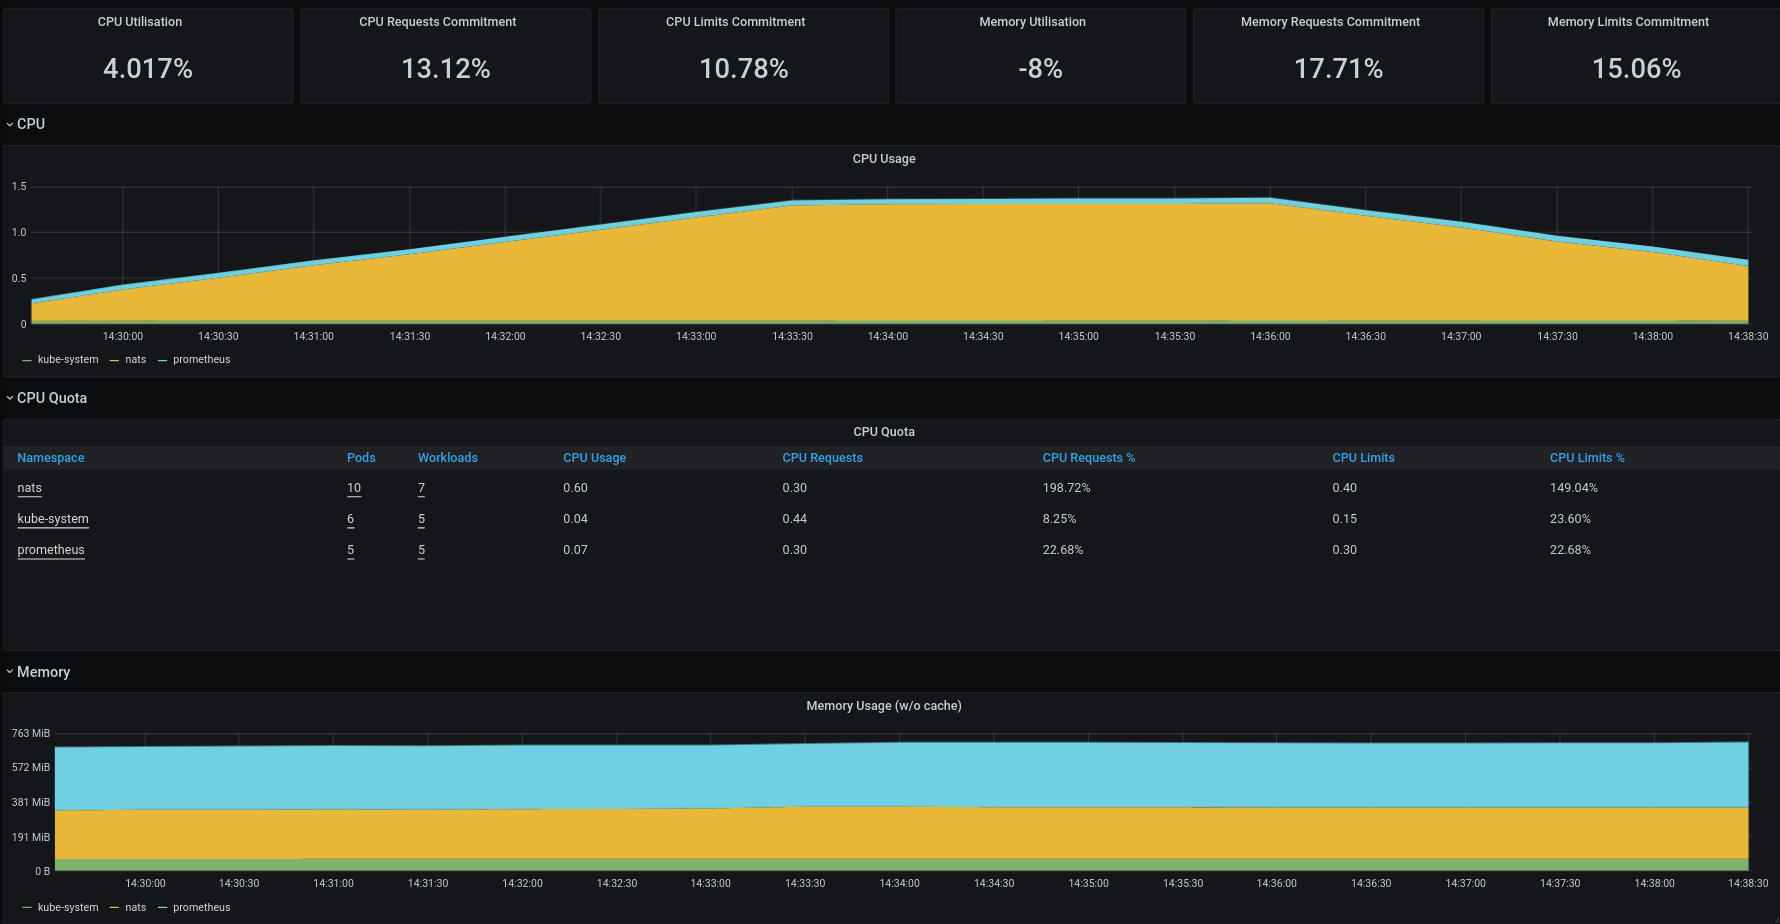 CPU Utilisation CPU Requests Commitment CPU Limits Commitment Memory Utilisation Memory Requests Commitment Memory Limits Commitment
4.017% 13.12% 10.78% -8% 17.71% 15.06%
CPU
CPU Usage
1.5
1.0
0.5
0
14:30:00 14:30:30 14:31:00 14:31:30 14:32:00 14:32:30 14:33:00 14:33:30 14:34:00 14:34:30 14:35:00 14:35:30 14:36:00 14:36:30 14:37:00 14:37:30 14:38:00 14:38:30
kube-system nats prometheus
CPU Quota
CPU Quota
Namespace Pods Workloads CPU Usage CPU Requests CPU Requests % CPU Limits CPU Limits %
nats 10 7 0.60 0.30 198.72% 0.40 149.04%
kube-system 6 5 0.04 0.44 8.25% 0.15 23.60%
prometheus 5 5 0.07 0.30 22.68% 0.30 22.68%
Memory
Memory Usage (w/o cache)
763 MiB
572 MiB
381 MiB
191 MiB
0 B
14:30:00 14:30:30 14:31:00 14:31:30 14:32:00 14:32:30 14:33:00 14:33:30 14:34:00 14:34:30 14:35:00 14:35:30 14:36:00 14:36:30 14:37:00 14:37:30 14:38:00 14:38:30
kube-system nats prometheus